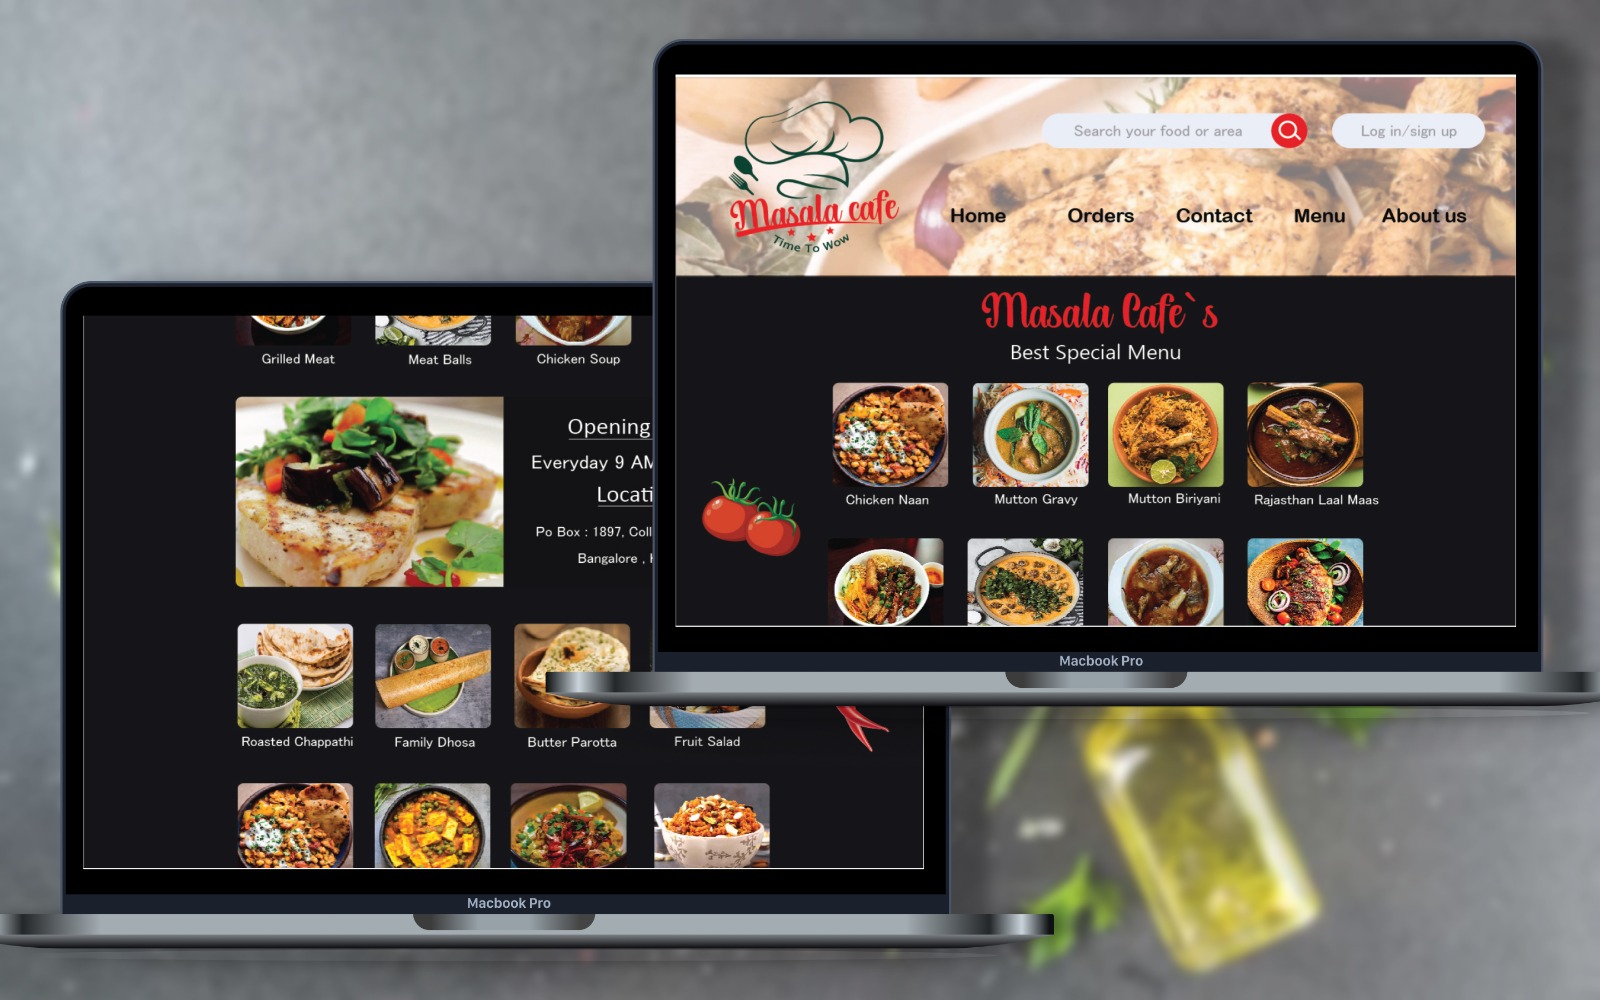 Masala cafe
Time To Wow
Search your food or area
Log in/sign up
Home Orders Contact Menu About us
Masala Cafe`s
Best Special Menu
Chicken Naan Mutton Gravy Mutton Biriyani Rajasthan Laal Maas
Macbook Pro
Grilled Meat Meat Balls Chicken Soup
Opening
Everyday 9 AM
Locati
Po Box : 1897, Coll
Bangalore ,
Roasted Chappathi Family Dhosa Butter Parotta Fruit Salad
Macbook Pro